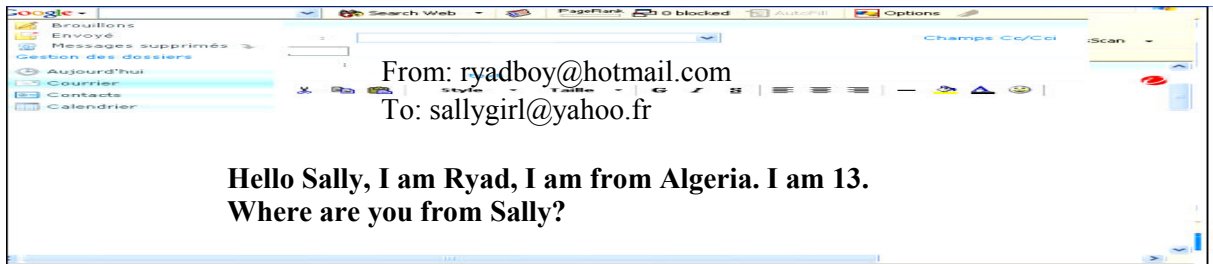 Google
Search Web
PageRank
0 blocked
AutoFill
Options
Brouillons
Envoyé
Messages supprimés
Gestion des dossiers
Champs Cc/Cci
Scan
Aujourd'hui
Courrier
Contacts
Calendrier
From: ryadboy@hotmail.com
Style Taille G I S
To: sallygirl@yahoo.fr
Hello Sally, I am Ryad, I am from Algeria. I am 13.
Where are you from Sally?